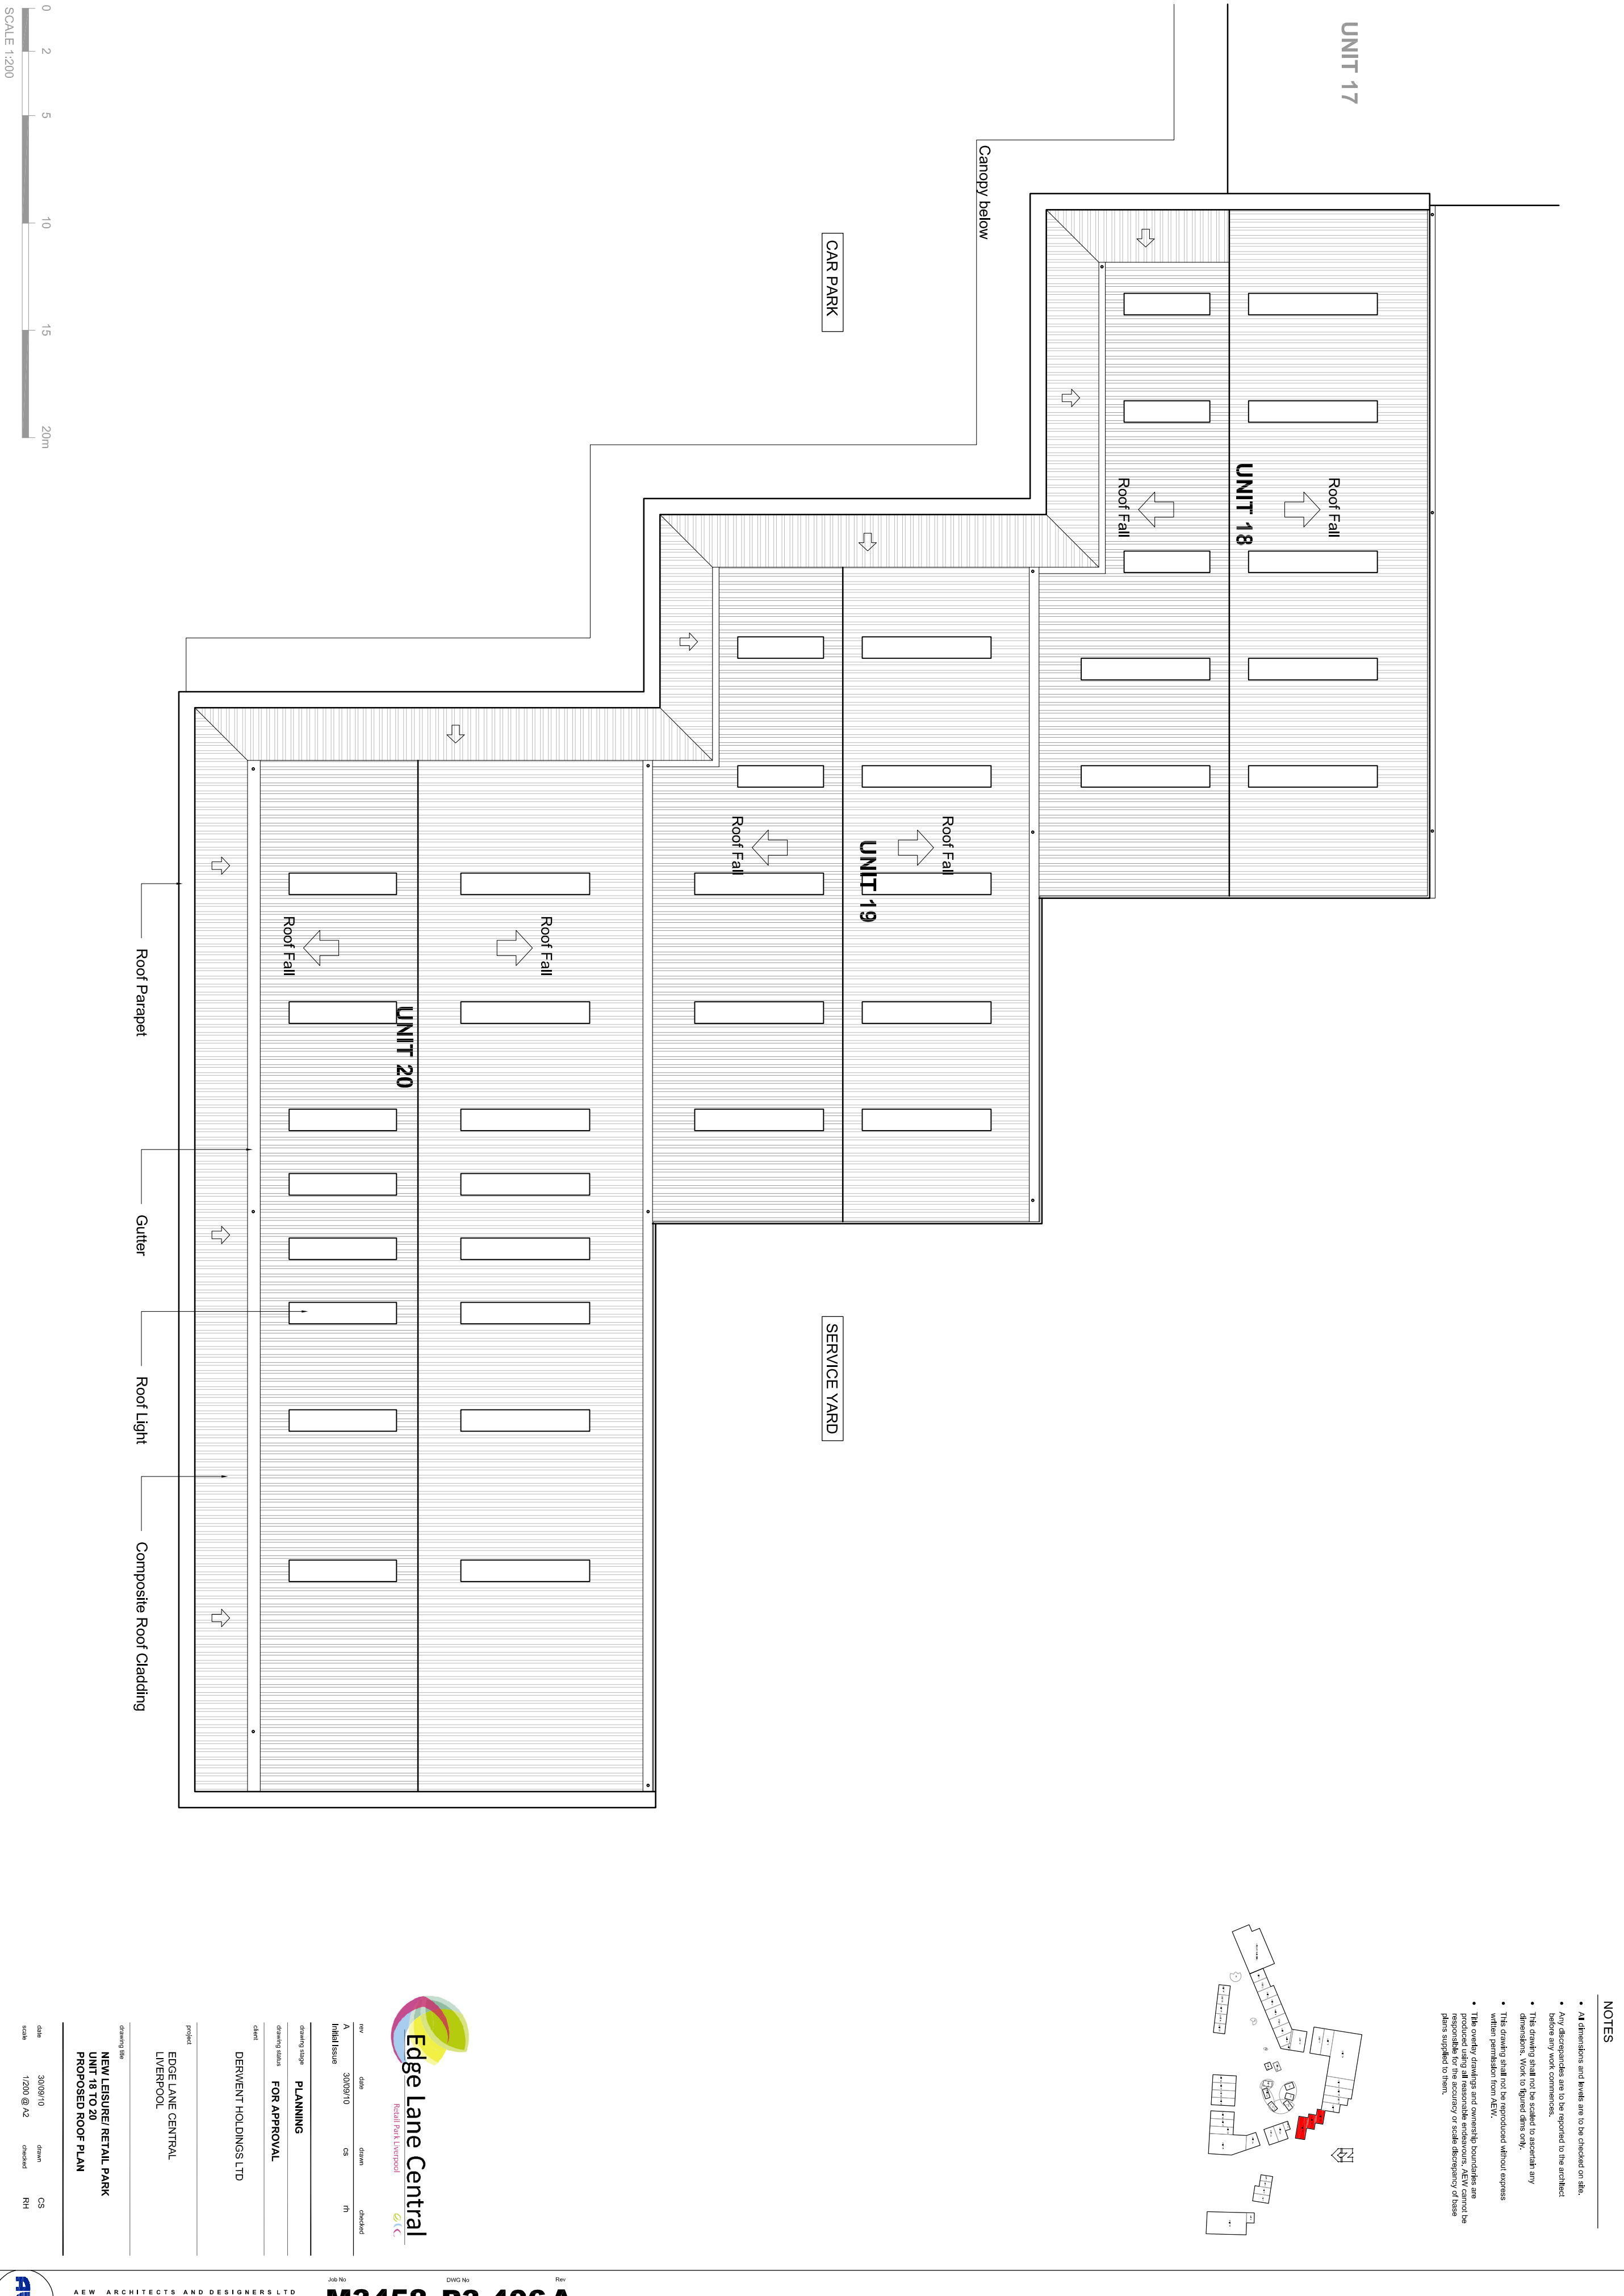 UNIT 17
Canopy below
CAR PARK
Roof Fall
UNIT 18
Roof Fall
Roof Fall
UNIT 19
Roof Fall
Roof Fall
UNIT 20
Roof Fall
SERVICE YARD
Roof Parapet
Gutter
Roof Light
Composite Roof Cladding
0 2 5 10 15 20m
SCALE 1:200
NOTES
• All dimensions and levels are to be checked on site.
• Any discrepancies are to be reported to the architect
before any work commences.
• This drawing shall not be scaled to ascertain any
dimensions. Work to figured dims only.
• This drawing shall not be reproduced without express
written permission from AEW.
• Title overlay drawings and ownership boundaries are
produced using all reasonable endeavours. AEW cannot be
responsible for the accuracy or scale discrepancy of base
plans supplied to them.
N
Edge Lane Central
Retail Park Liverpool
rev date drawn checked
A 30/09/10 cs rh
Initial Issue
drawing stage PLANNING
drawing status FOR APPROVAL
client
DERWENT HOLDINGS LTD
project
EDGE LANE CENTRAL
LIVERPOOL
drawing title
NEW LEISURE/ RETAIL PARK
UNIT 18 TO 20
PROPOSED ROOF PLAN
date 30/09/10 drawn CS
scale 1/200 @ A2 checked RH
Job No DWG No Rev
AEW ARCHITECTS AND DESIGNERS LTD